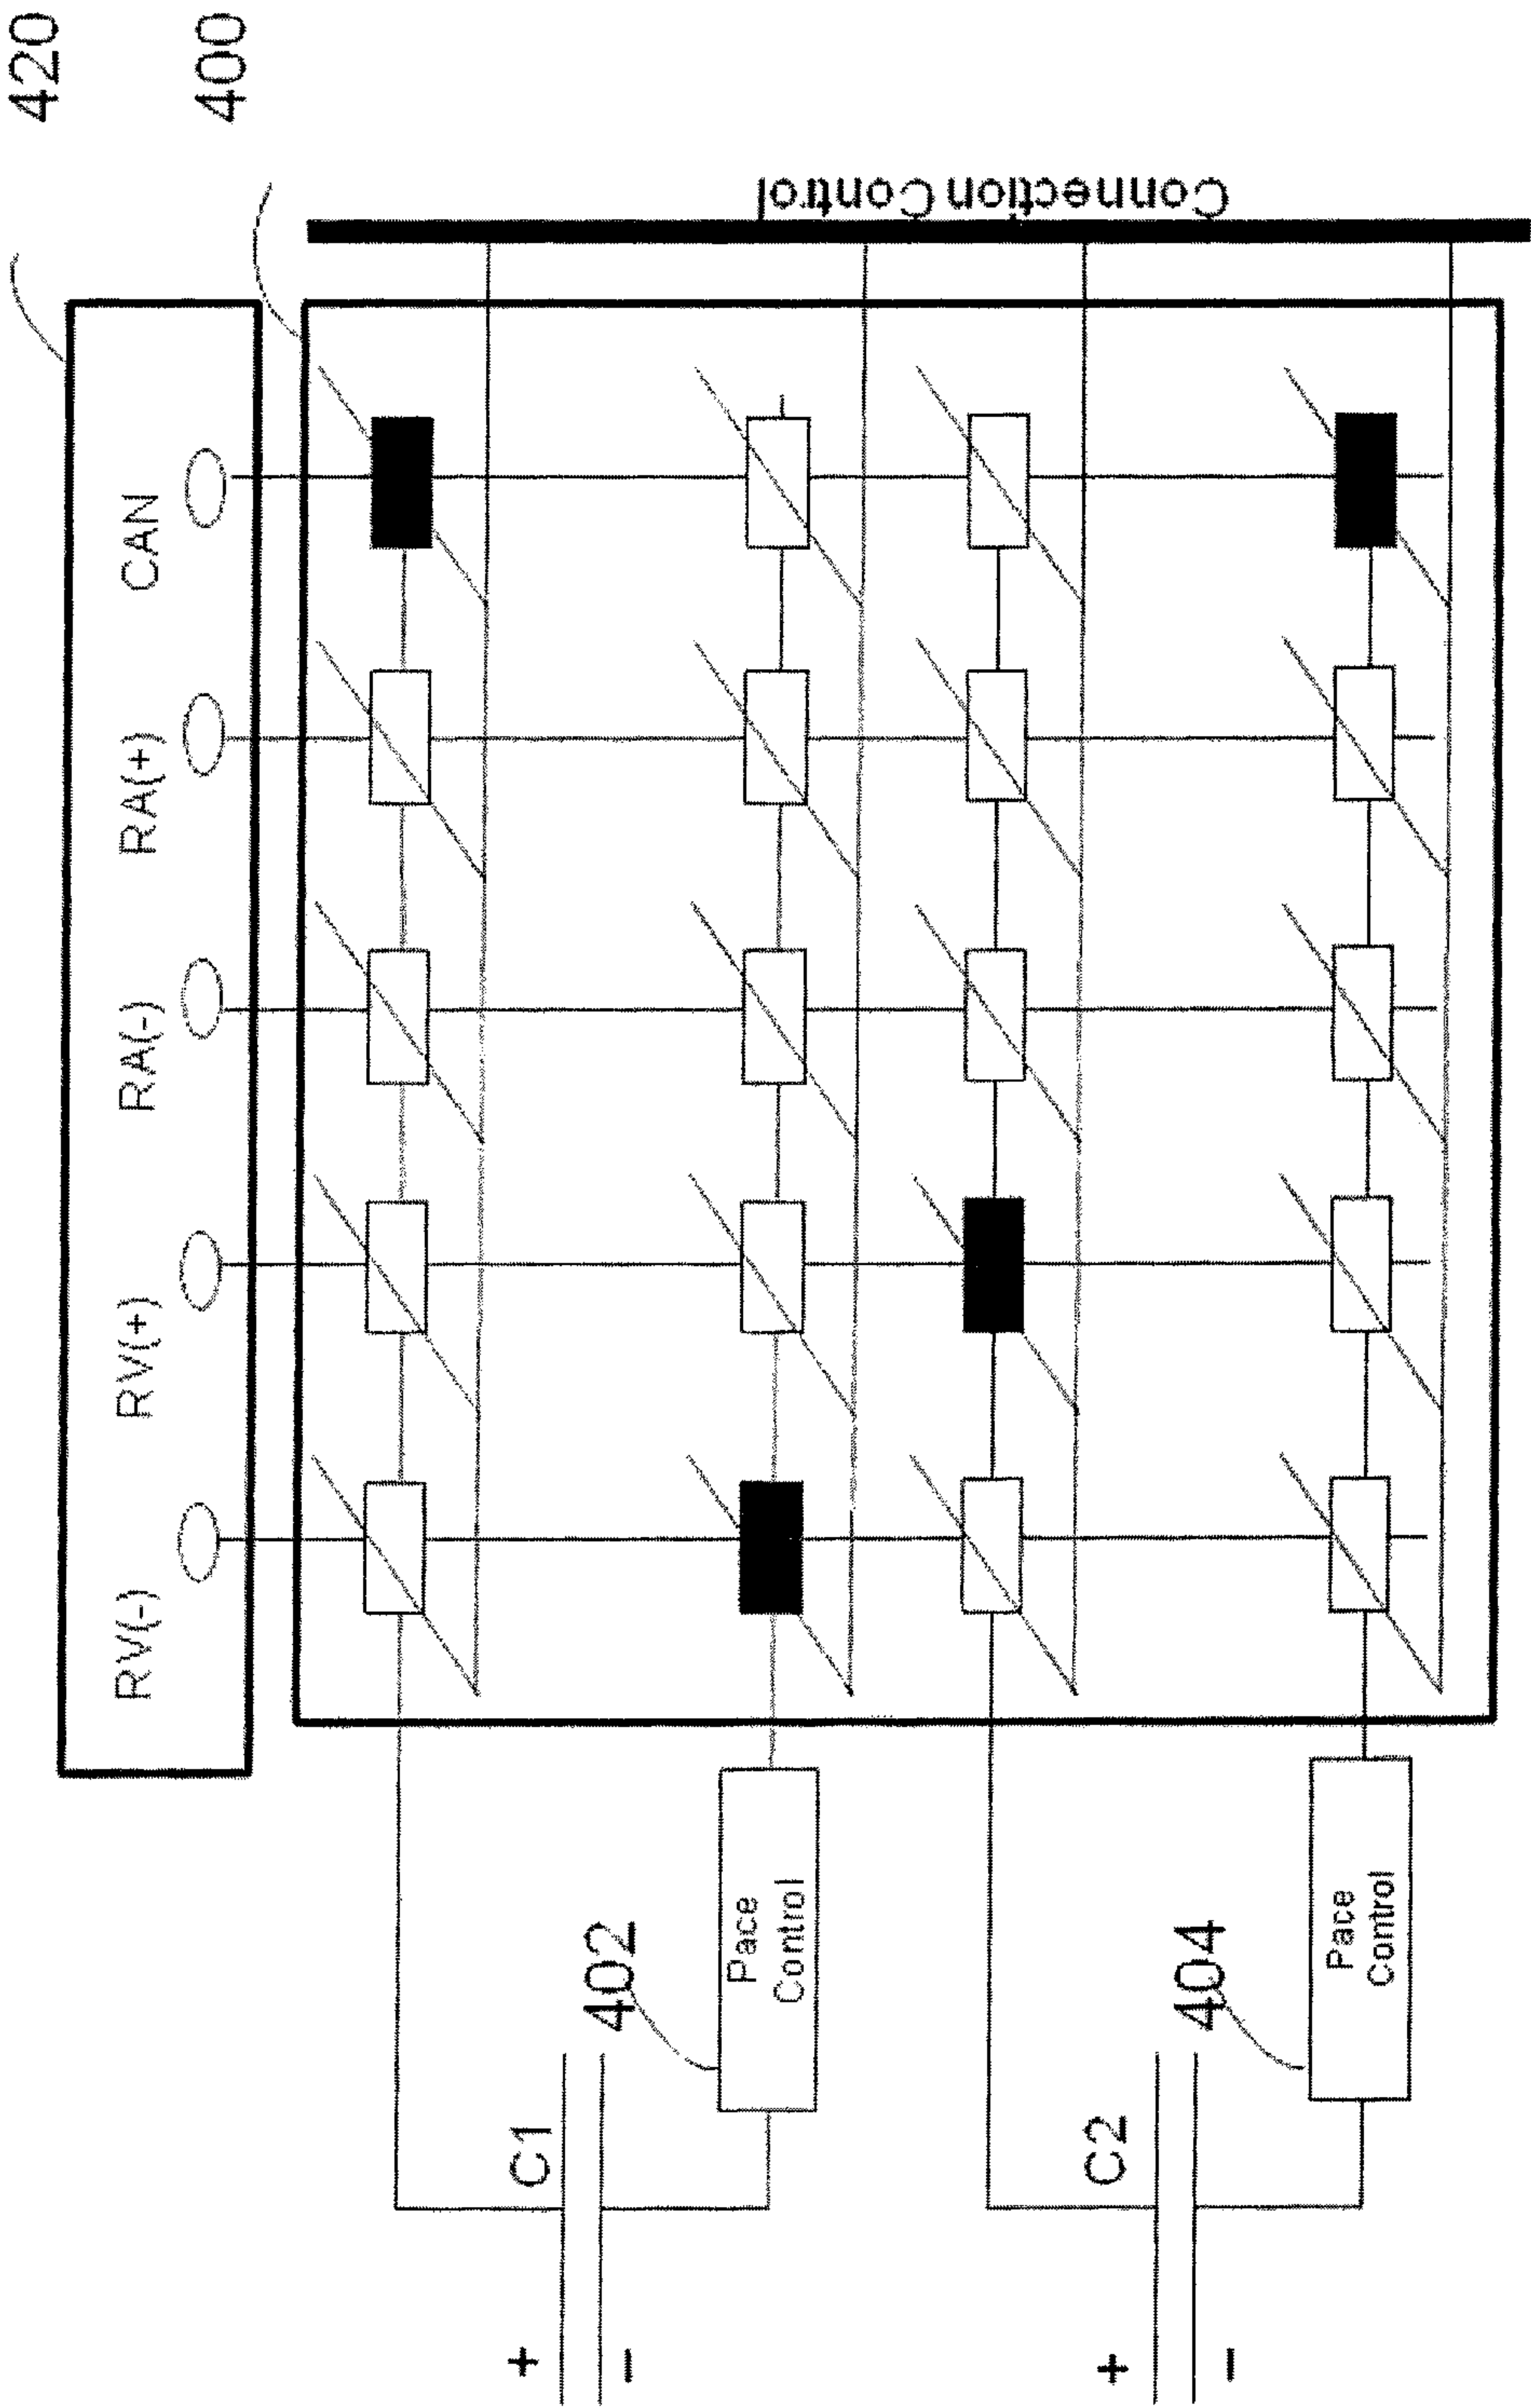 420
400
CAN
RA(+)
RA(-)
RV(+)
RV(-)
Connection Control
C1
+
-
402
Pace
Control
C2
+
-
404
Pace
Control